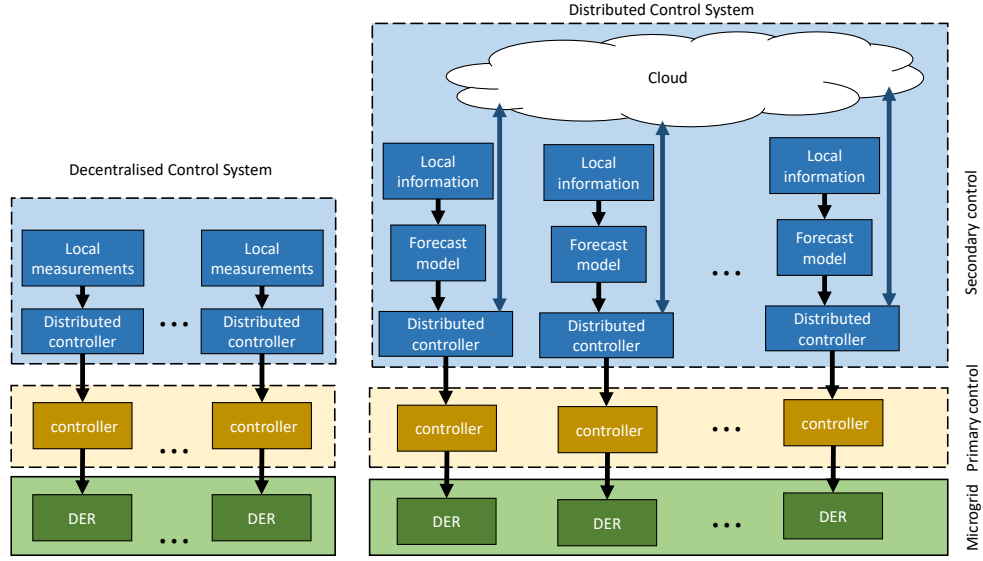 Distributed Control System
Cloud
Local
information
Forecast
model
Distributed
controller
Local
information
Forecast
model
Distributed
controller
...
Local
information
Forecast
model
Distributed
controller
Secondary control
controller
controller
...
controller
Primary control
DER
DER
...
DER
Microgrid
Decentralised Control System
Local
measurements
Distributed
controller
...
Local
measurements
Distributed
controller
controller
...
controller
DER
...
DER